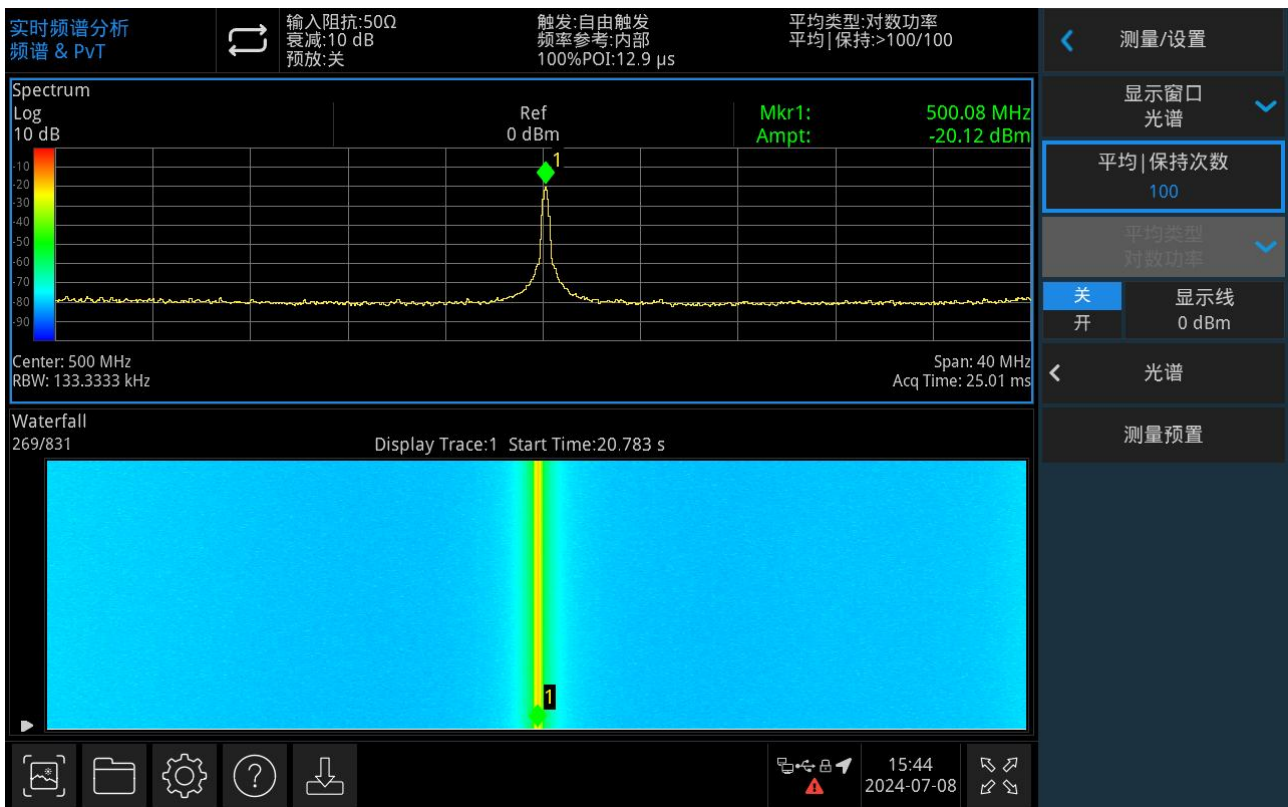 实时频谱分析
频谱 & PvT
输入阻抗:50Ω
衰减:10 dB
预放:关
触发:自由触发
频率参考:内部
100%POI:12.9 μs
平均类型:对数功率
平均|保持:>100/100
测量/设置
Spectrum
Log
10 dB
Ref
0 dBm
Mkr1: 500.08 MHz
Ampt: -20.12 dBm
1
-10
-20
-30
-40
-50
-60
-70
-80
-90
Center: 500 MHz
RBW: 133.3333 kHz
Span: 40 MHz
Acq Time: 25.01 ms
显示窗口
光谱
平均|保持次数
100
平均类型
对数功率
关
开
显示线
0 dBm
光谱
测量预置
Waterfall
269/831
Display Trace:1 Start Time:20.783 s
1
15:44
2024-07-08